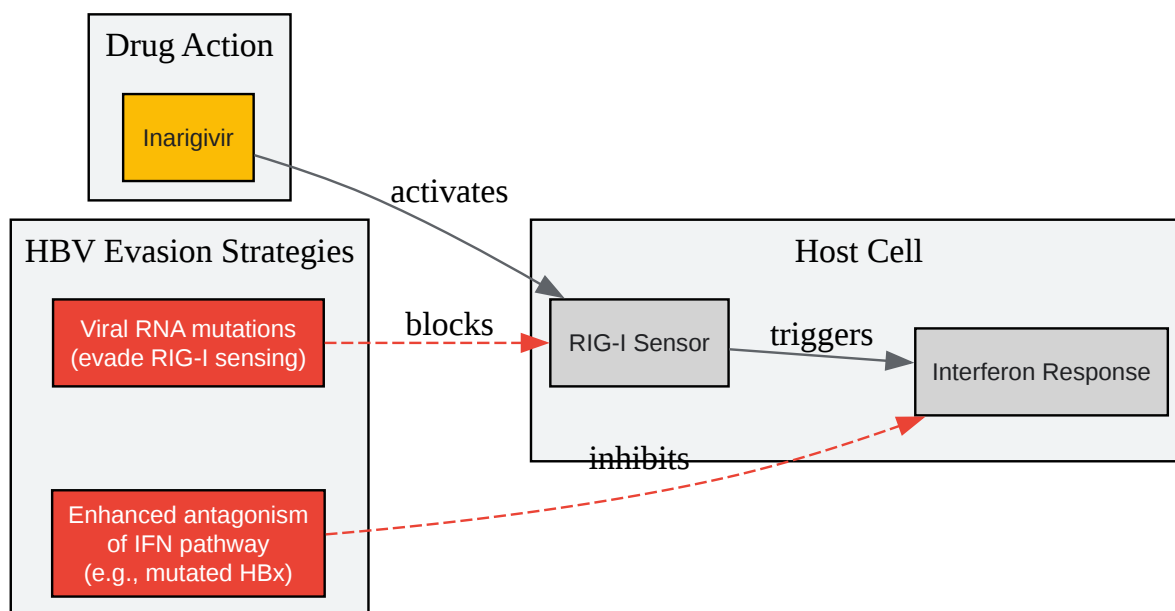 Drug Action
Inarigivir
activates
HBV Evasion Strategies
Viral RNA mutations
(evade RIG-I sensing)
blocks
Host Cell
RIG-I Sensor
triggers
Interferon Response
inhibits
Enhanced antagonism
of IFN pathway
(e.g., mutated HBx)